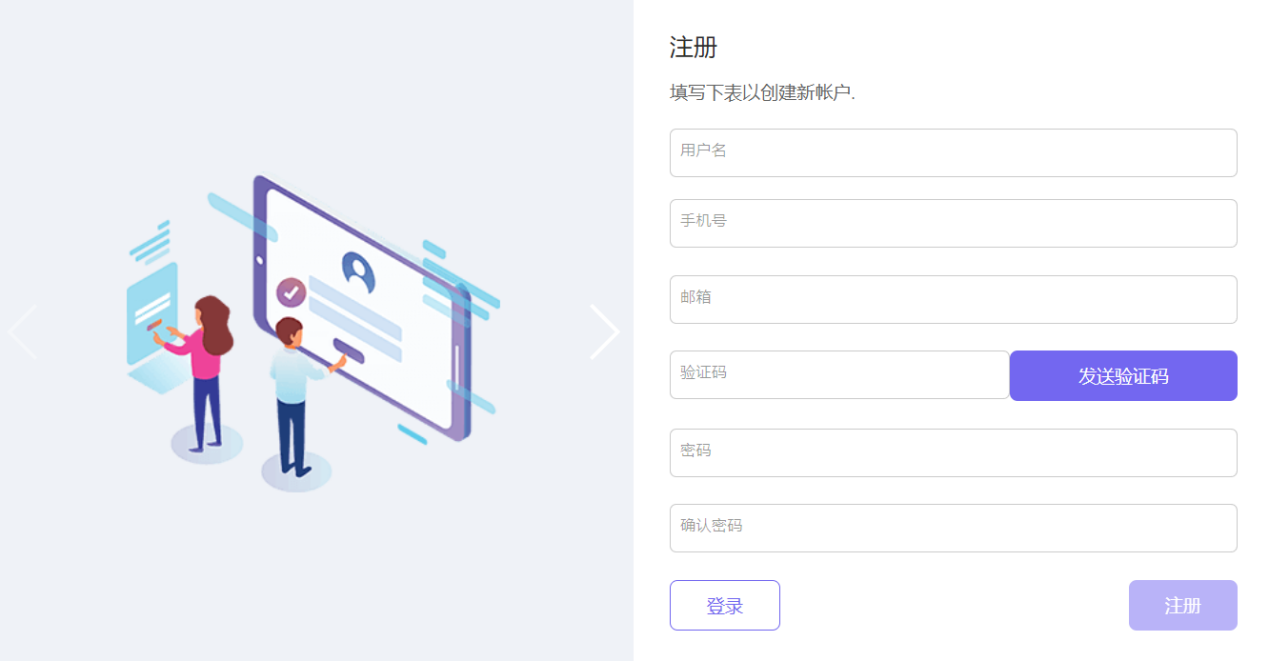 注册
填写下表以创建新帐户.
用户名
手机号
邮箱
验证码
发送验证码
密码
确认密码
登录
注册